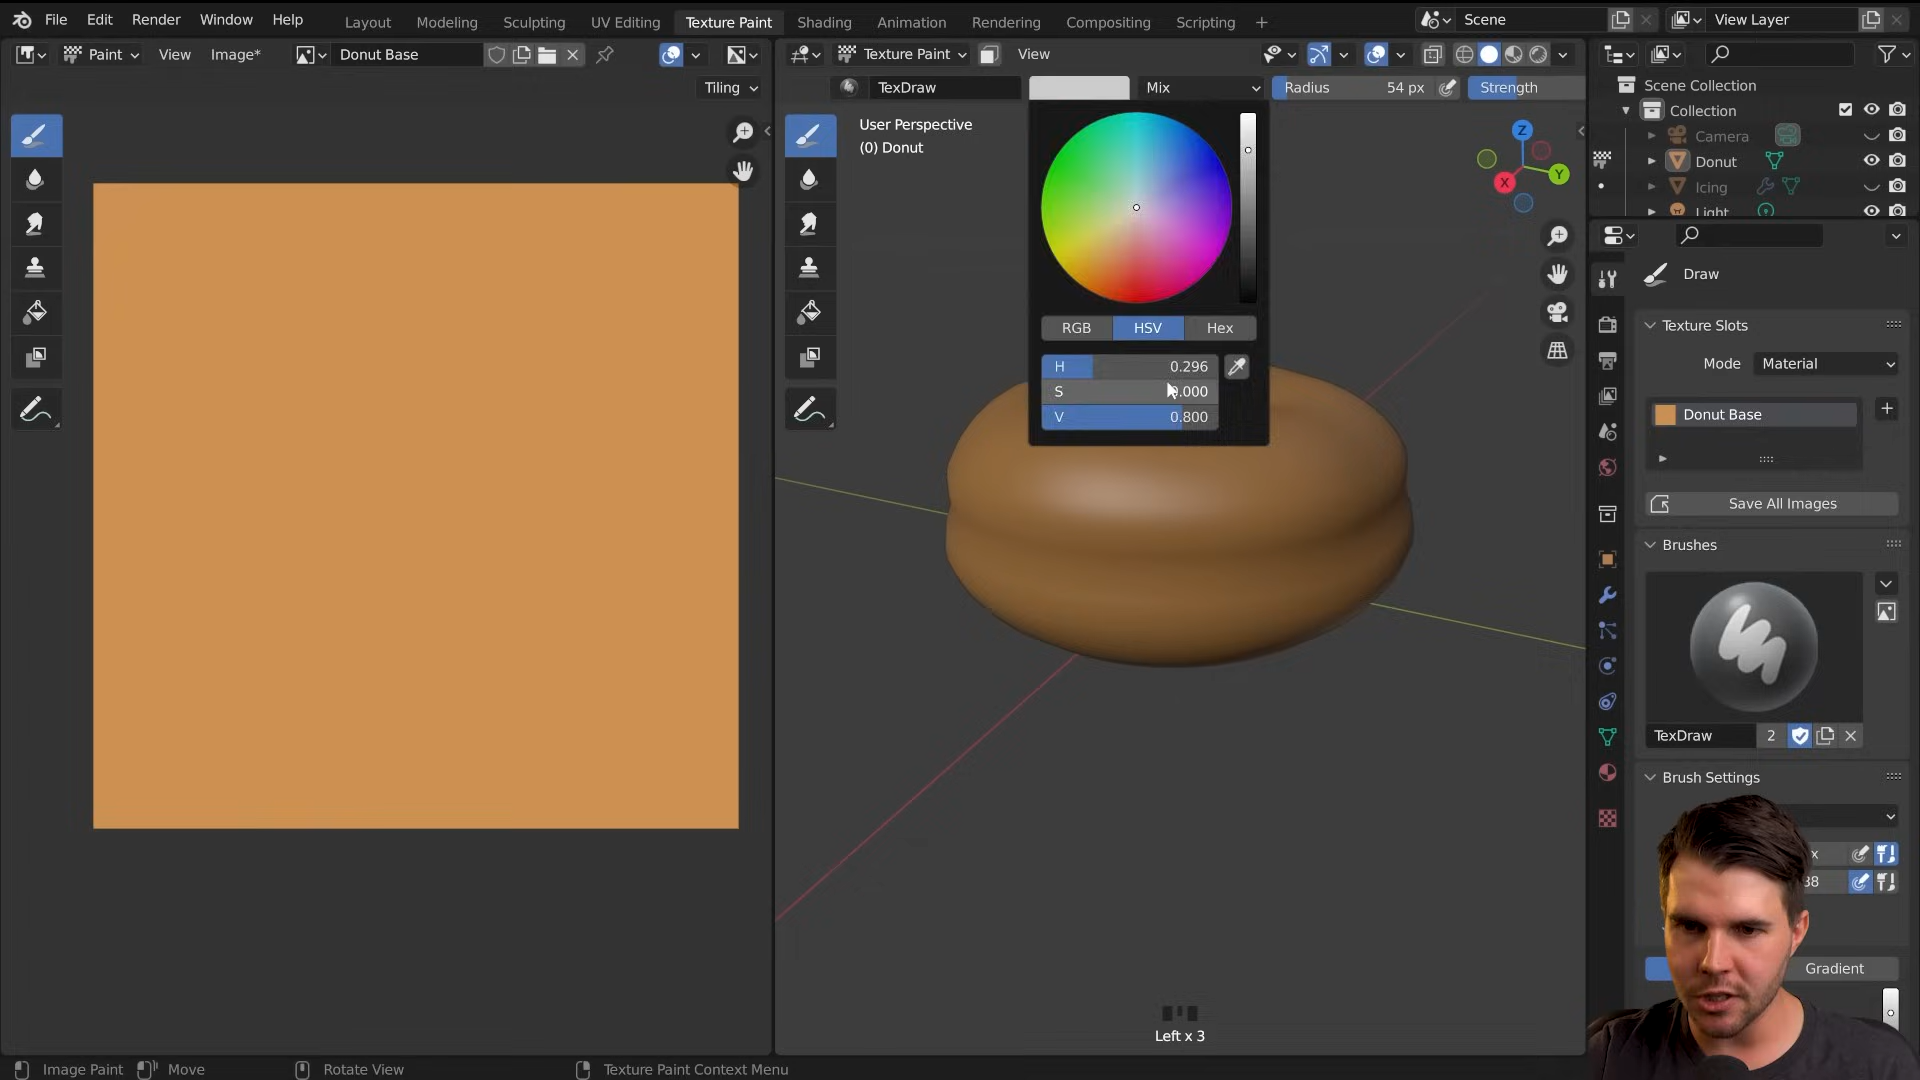 File Edit Render Window Help
Layout Modeling Sculpting UV Editing Texture Paint Shading Animation Rendering Compositing Scripting +
Scene
View Layer
Paint View Image* Donut Base
Texture Paint View
Tiling
TexDraw Mix Radius 54 px Strength
User Perspective
(0) Donut
Z
Y
X
RGB HSV Hex
H 0.296
S .000
V 0.800
Scene Collection
Collection
Camera
Donut
Icing
Light
Draw
Texture Slots
Mode Material
Donut Base
Save All Images
Brushes
TexDraw 2
Brush Settings
x
38
Gradient
Left x 3
Image Paint Move Rotate View Texture Paint Context Menu